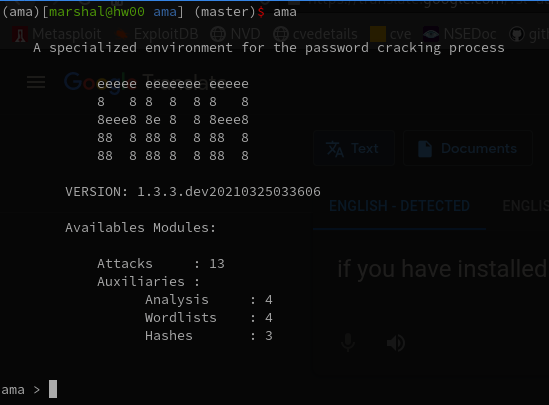 (ama)[marshal@hw00 ama] (master)$ ama
Metasploit ExploitDB NVD cvedetails cve NSEDoc git
A specialized environment for the password cracking process
Google Translate
eeeee eeeeeee eeeee
8   8 8  8  8 8   8
8eee8 8e 8  8 8eee8
88  8 88 8  8 88  8
88  8 88 8  8 88  8
Text Documents
VERSION: 1.3.3.dev20210325033606
ENGLISH - DETECTED ENGLIS
Availables Modules:
Attacks : 13
if you have installed
Auxiliaries :
Analysis : 4
Wordlists : 4
Hashes : 3
ama >